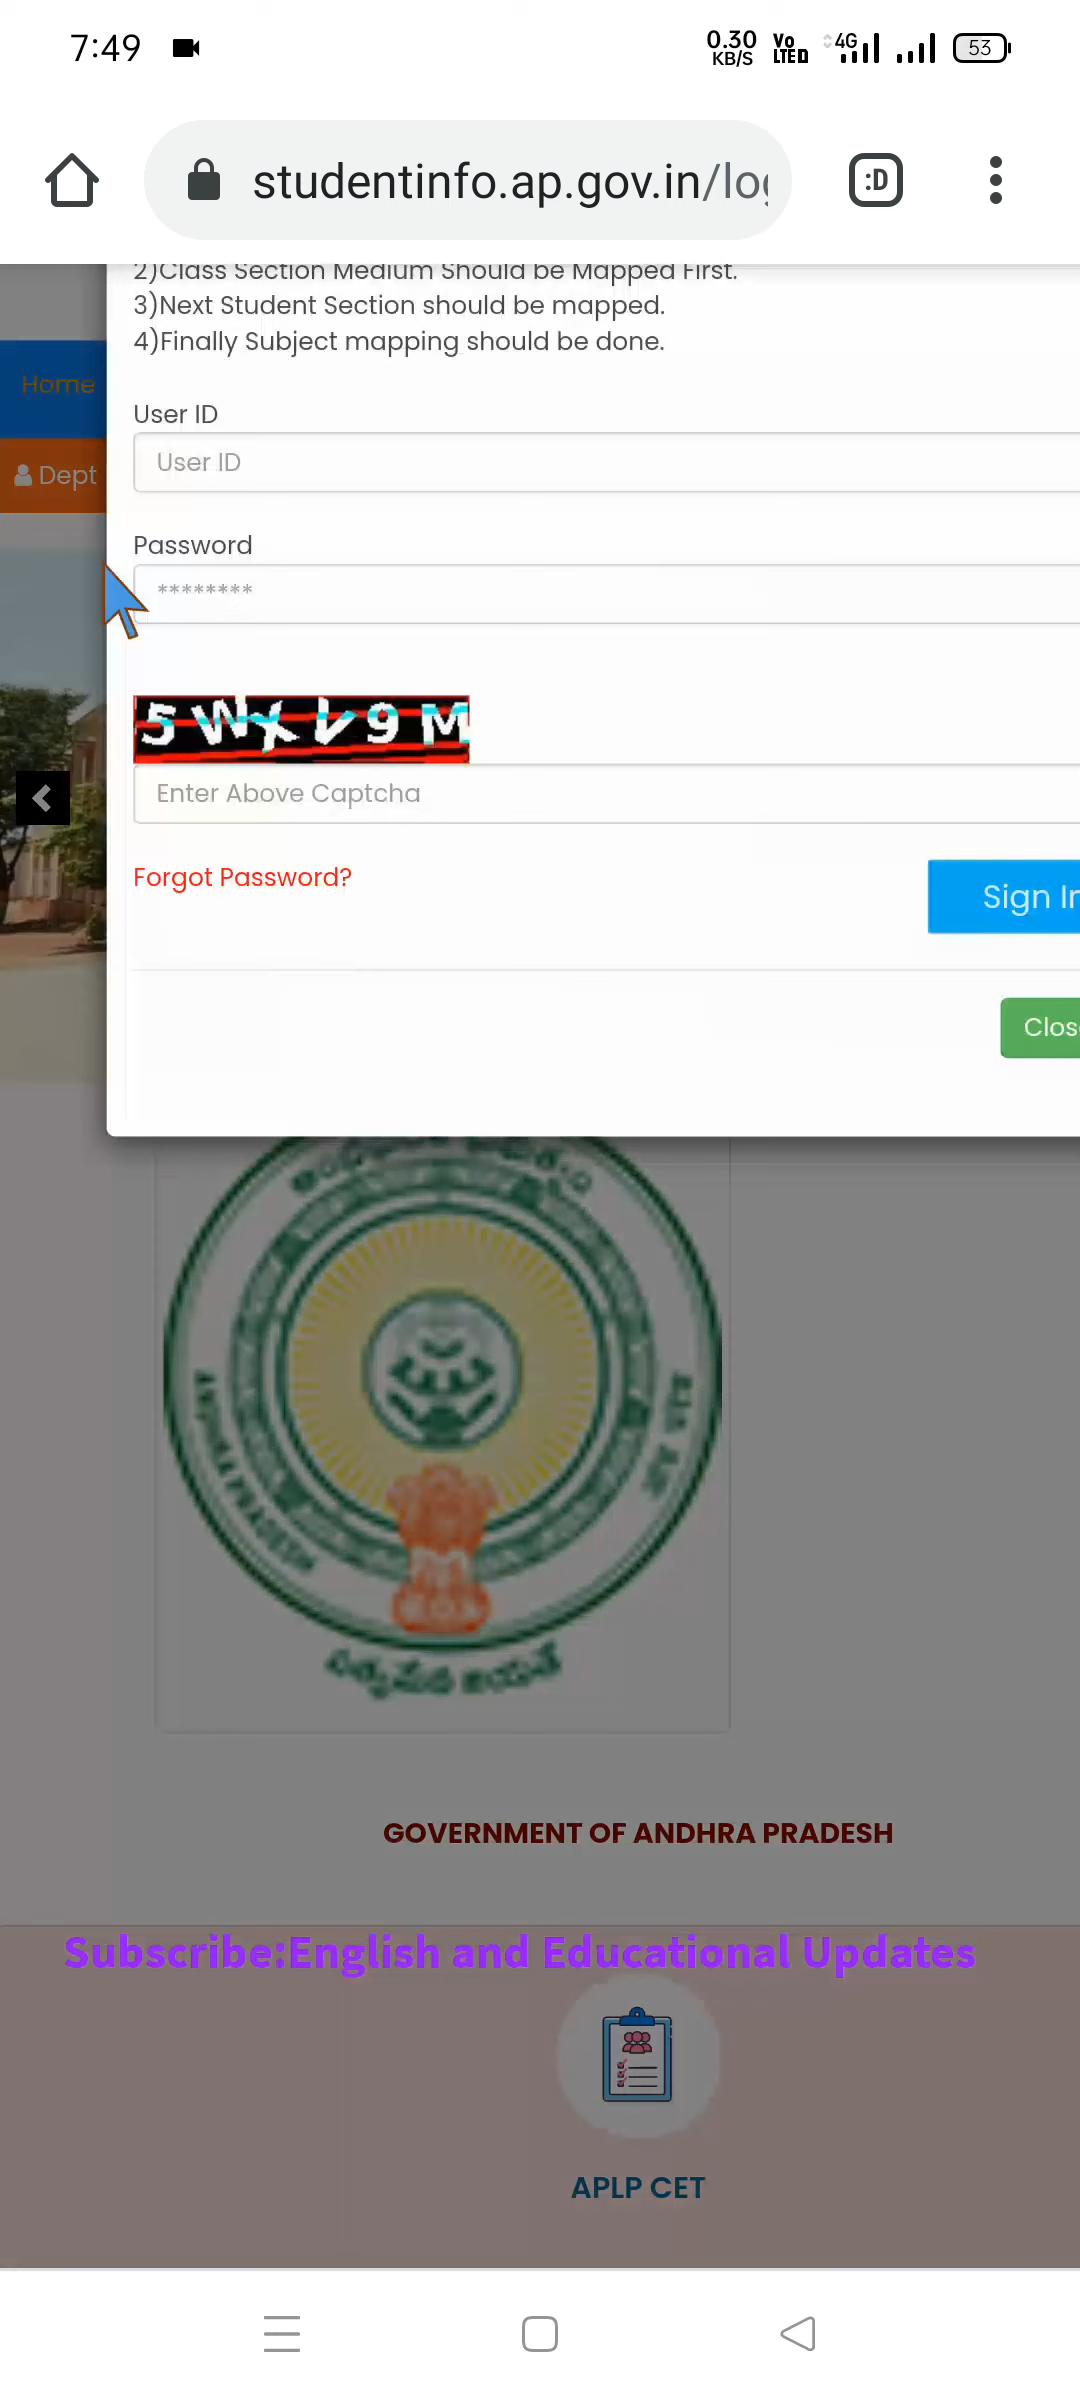 7:49
0.30 KB/S
Vo LTE D
4G
53
studentinfo.ap.gov.in/log
:D
2)Class Section Medium Should be Mapped First.
3)Next Student Section should be mapped.
4)Finally Subject mapping should be done.
Home
User ID
User ID
Dept
Password
********
Enter Above Captcha
Forgot Password?
Sign In
Clos
ANDHRA PRADESH
GOVERNMENT OF ANDHRA PRADESH
Subscribe:English and Educational Updates
APLP CET